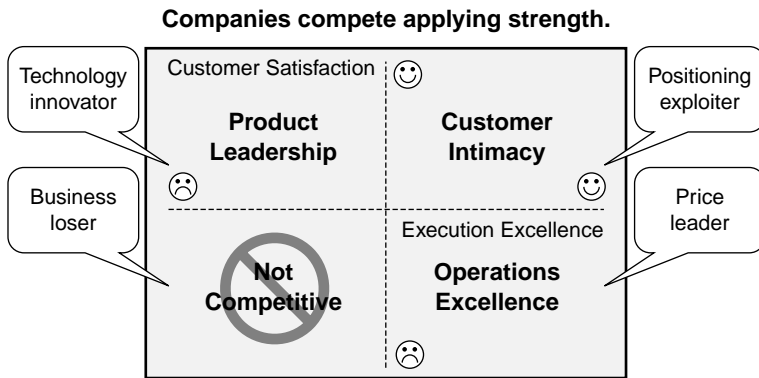 Companies compete applying strength.
Technology
innovator
Customer Satisfaction
Positioning
exploiter
Product
Leadership
Customer
Intimacy
Business
loser
Price
leader
Execution Excellence
Not
Competitive
Operations
Excellence